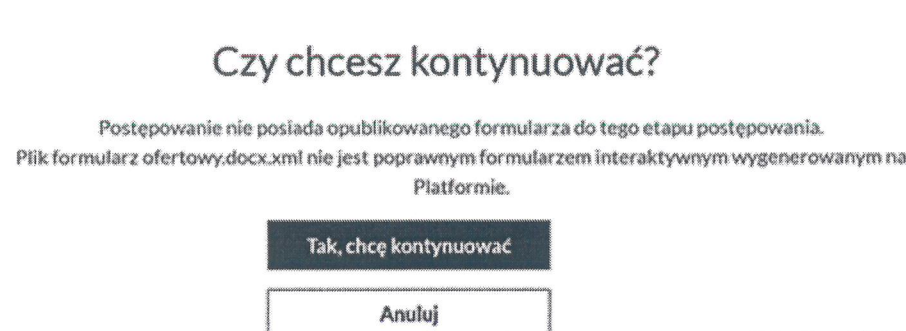 Czy chcesz kontynuować?
Postępowanie nie posiada opublikowanego formularza do tego etapu postępowania.
Plik formularz ofertowy.docx.xml nie jest poprawnym formularzem interaktywnym wygenerowanym na
Platformie.
Tak, chcę kontynuować
Anuluj